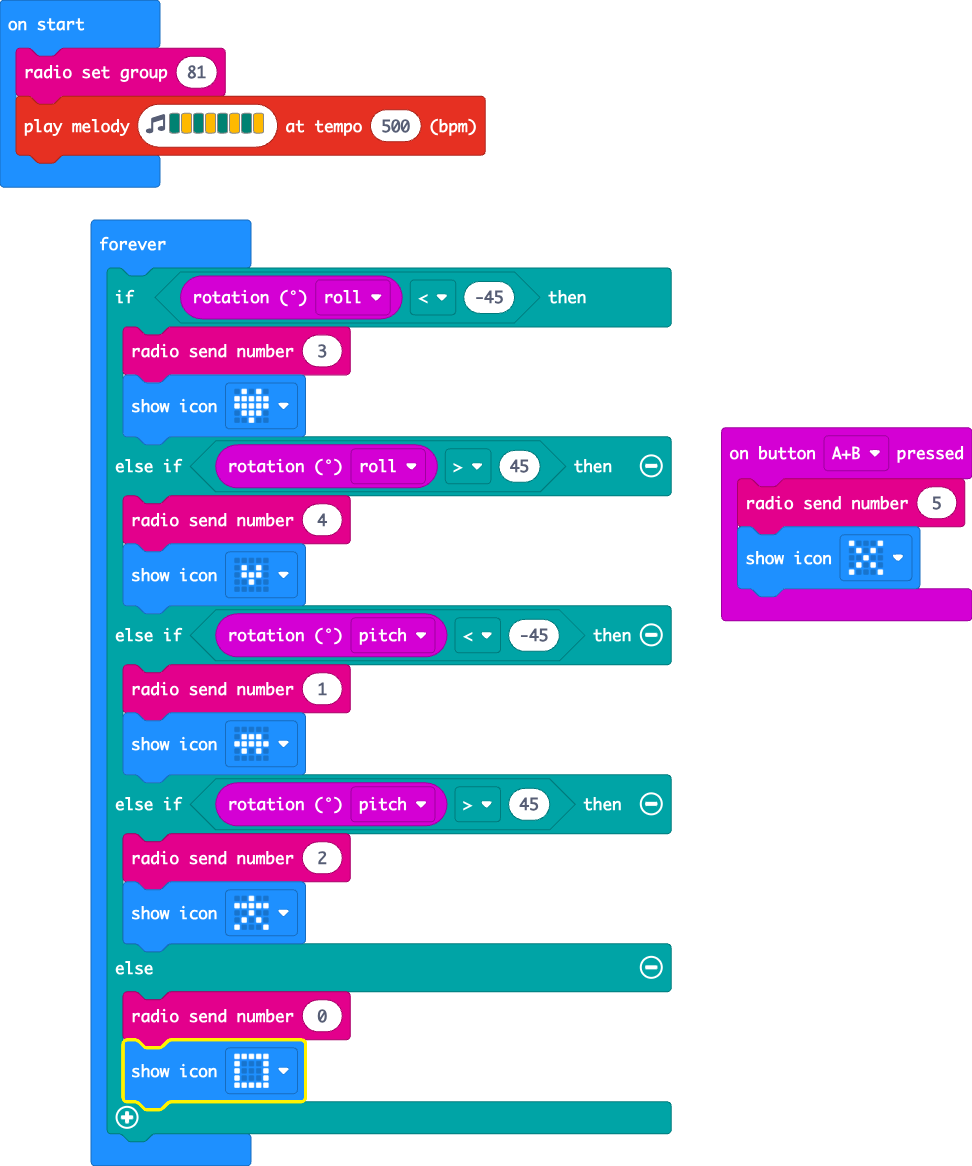 on start
radio set group 81
play melody at tempo 500 (bpm)
forever
if rotation (°) roll < -45 then
radio send number 3
show icon
else if rotation (°) roll > 45 then
radio send number 4
show icon
else if rotation (°) pitch < -45 then
radio send number 1
show icon
else if rotation (°) pitch > 45 then
radio send number 2
show icon
else
radio send number 0
show icon
on button A+B pressed
radio send number 5
show icon